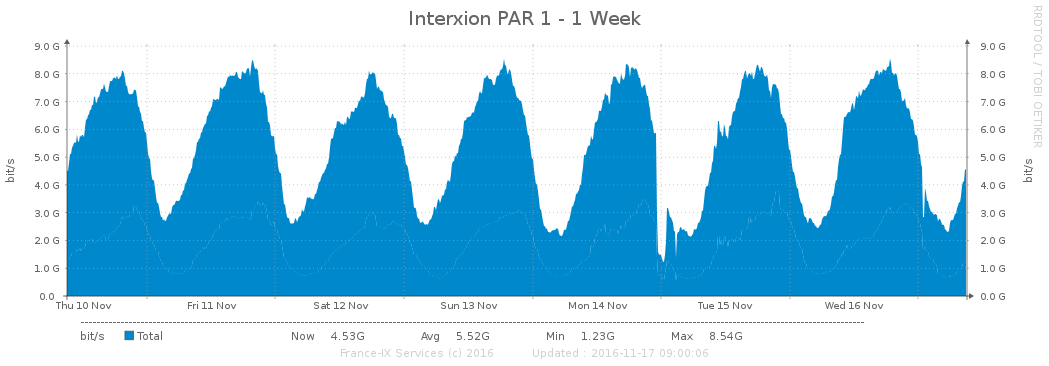 Interxion PAR 1 - 1 Week
RRDTOOL / TOBI OETIKER
bit/s
bit/s
9.0 G 9.0 G
8.0 G 8.0 G
7.0 G 7.0 G
6.0 G 6.0 G
5.0 G 5.0 G
4.0 G 4.0 G
3.0 G 3.0 G
2.0 G 2.0 G
1.0 G 1.0 G
0.0 0.0 G
Thu 10 Nov Fri 11 Nov Sat 12 Nov Sun 13 Nov Mon 14 Nov Tue 15 Nov Wed 16 Nov
bit/s Total Now 4.53G Avg 5.52G Min 1.23G Max 8.54G
France-IX Services (c) 2016 Updated : 2016-11-17 09:00:06